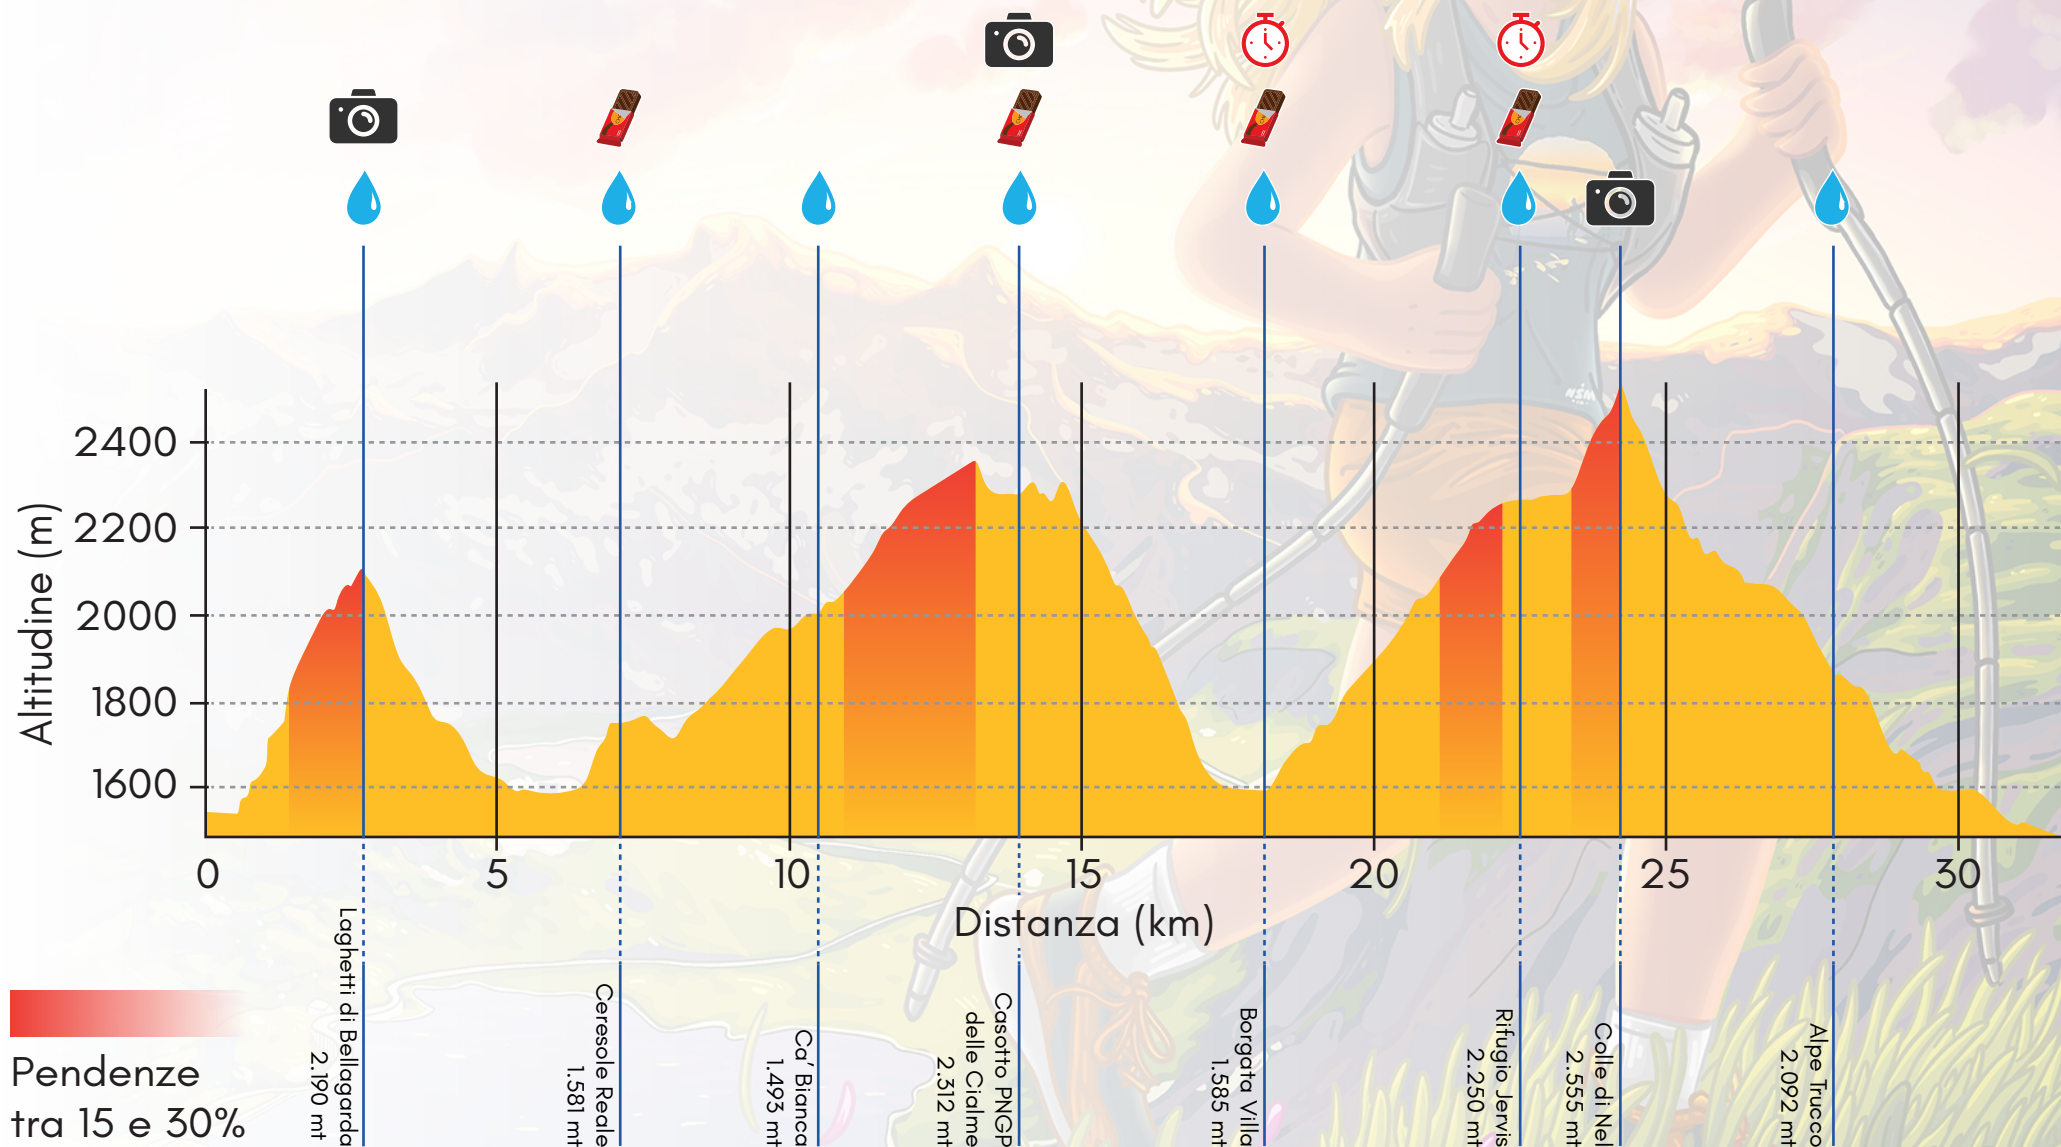 Altitudine (m)
2400
2200
2000
1800
1600
0
5
10
15
20
25
30
Distanza (km)
Laghetti di Bellagarda
2.190 mt
Ceresole Reale
1.581 mt
Ca' Bianca
1.493 mt
Casotto PNGP
delle Cialme
2.312 mt
Borgata Villa
1.585 mt
Rifugio Jervis
2.250 mt
Colle di Nel
2.555 mt
Alpe Trucco
2.092 mt
Pendenze
tra 15 e 30%
NSM